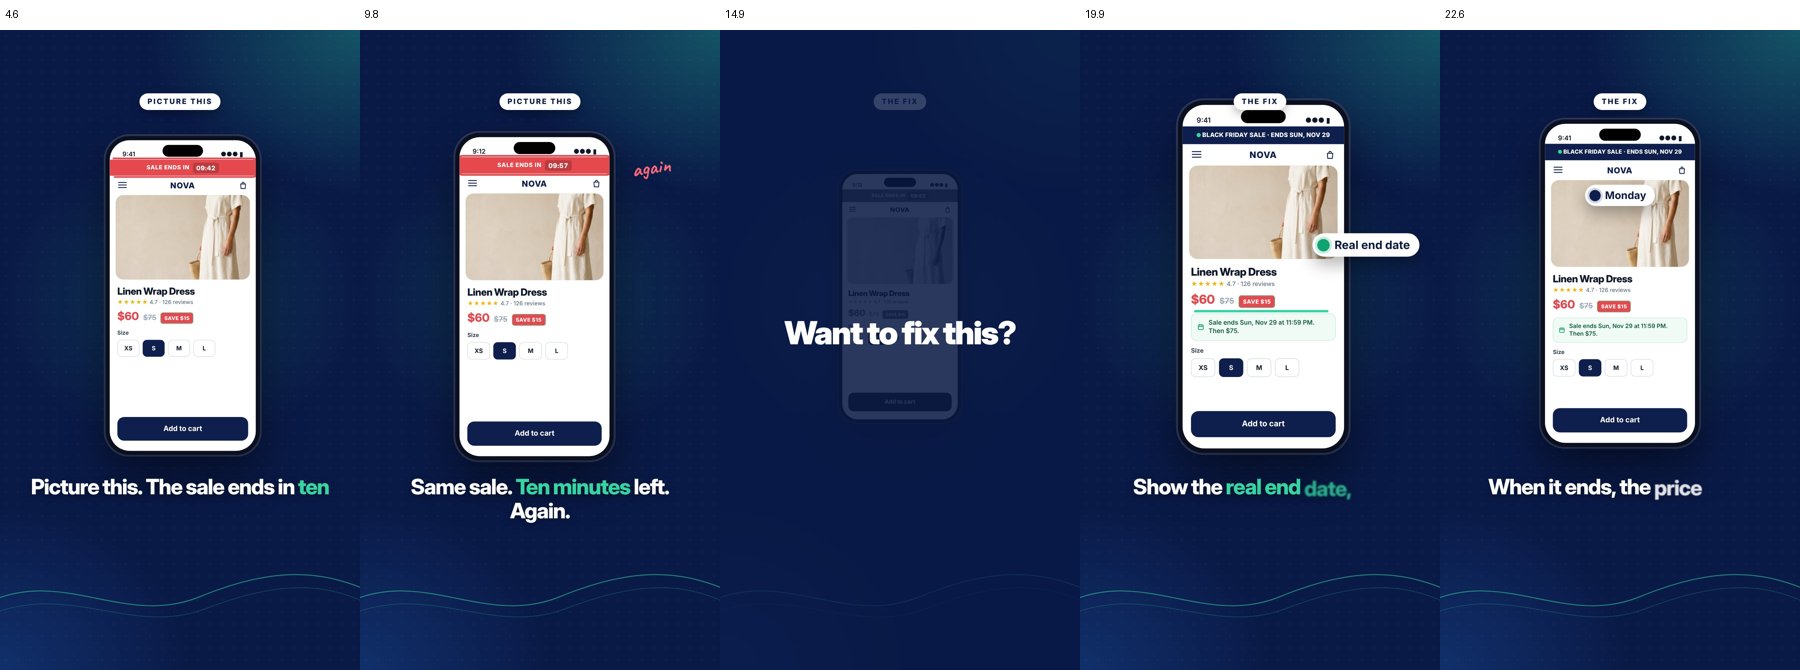 4.6
PICTURE THIS
9:41
SALE ENDS IN 09:42
NOVA
Linen Wrap Dress
★★★★★ 4.7 · 126 reviews
$60 $75 SAVE $15
Size
XS S M L
Add to cart
Picture this. The sale ends in ten
9.8
PICTURE THIS
9:12
SALE ENDS IN 09:57
again
NOVA
Linen Wrap Dress
★★★★★ 4.7 · 126 reviews
$60 $75 SAVE $15
Size
XS S M L
Add to cart
Same sale. Ten minutes left.
Again.
14.9
THE FIX
NOVA
Linen Wrap Dress
$60 $75
Want to fix this?
Add to cart
19.9
THE FIX
9:41
BLACK FRIDAY SALE · ENDS SUN, NOV 29
NOVA
Real end date
Linen Wrap Dress
★★★★★ 4.7 · 126 reviews
$60 $75 SAVE $15
Sale ends Sun, Nov 29 at 11:59 PM.
Then $75.
Size
XS S M L
Add to cart
Show the real end date,
22.6
THE FIX
9:41
BLACK FRIDAY SALE · ENDS SUN, NOV 29
NOVA
Monday
Linen Wrap Dress
★★★★★ 4.7 · 126 reviews
$60 $75 SAVE $15
Sale ends Sun, Nov 29 at 11:59 PM.
Then $75.
Size
XS S M L
Add to cart
When it ends, the price